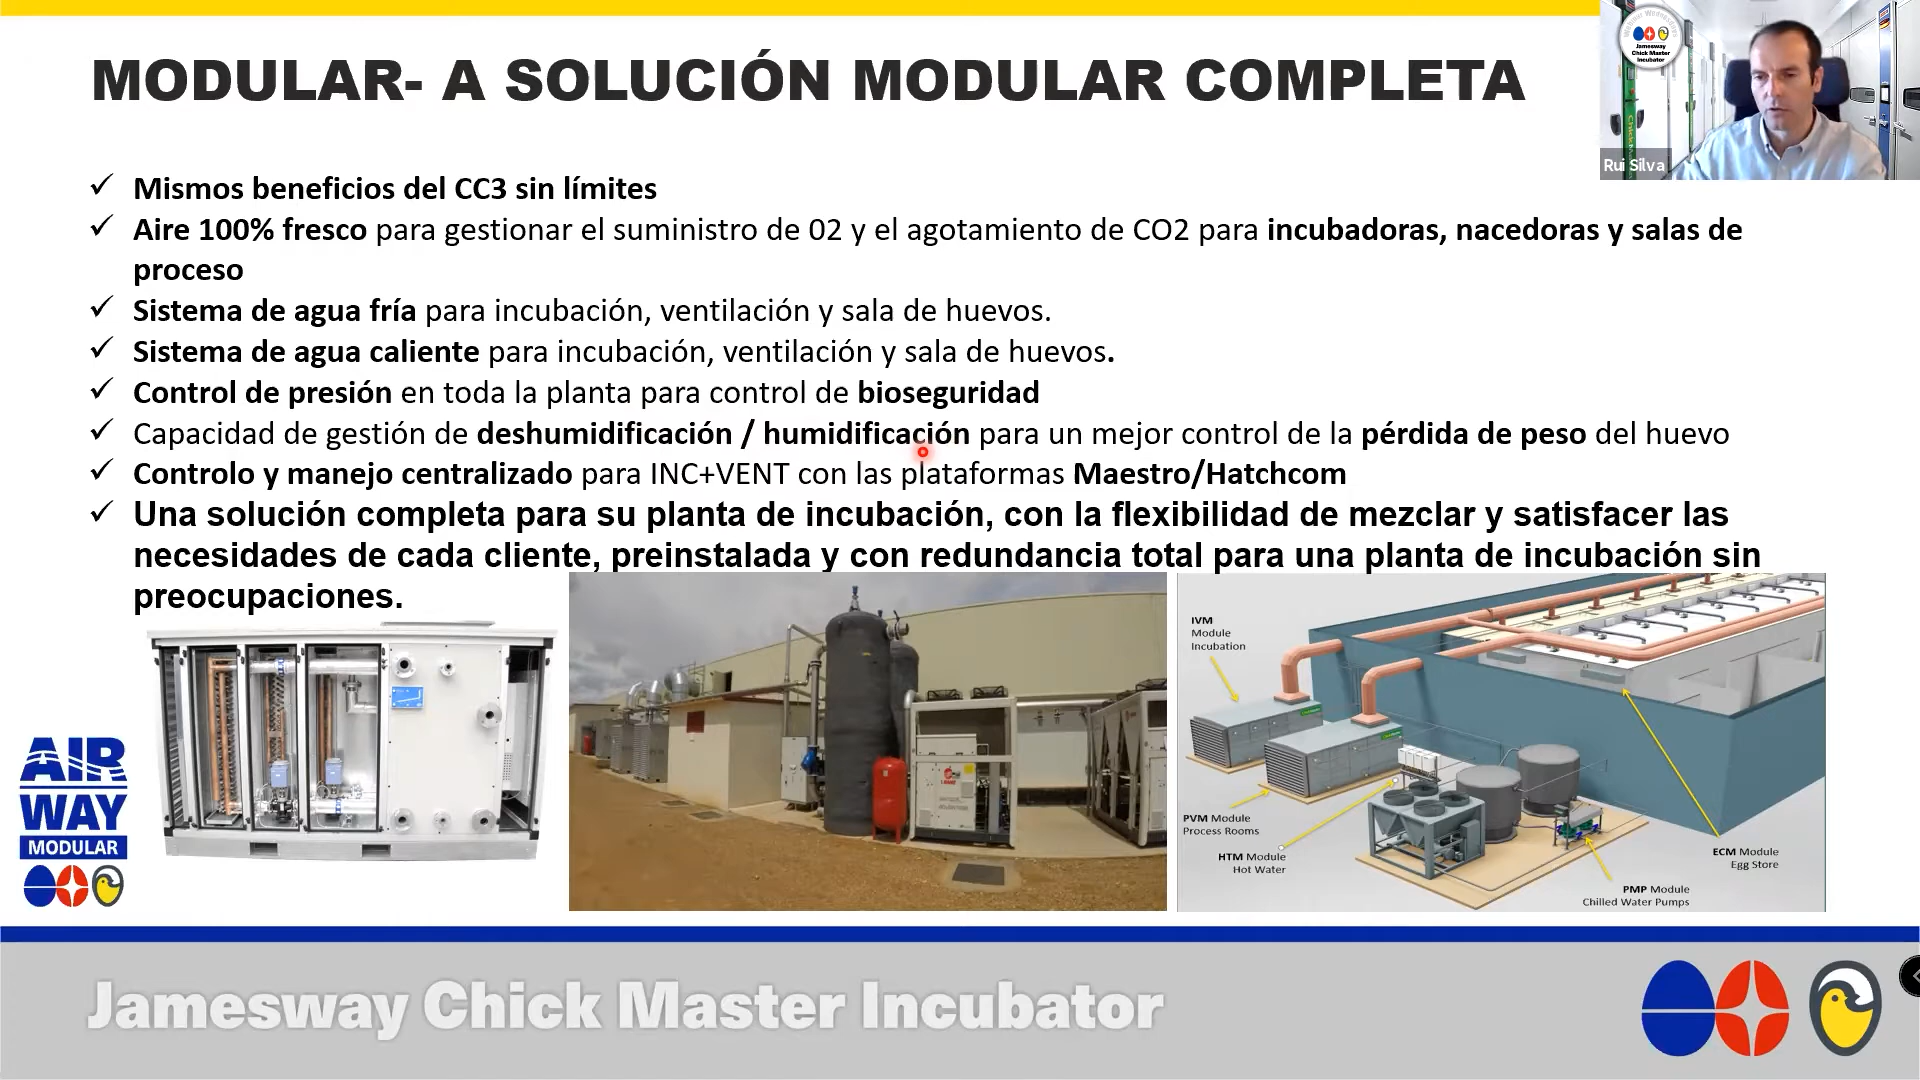 MODULAR- A SOLUCIÓN MODULAR COMPLETA
Jamesway
Chick Master
Incubator
Rui Silva
Mismos beneficios del CC3 sin límites
Aire 100% fresco para gestionar el suministro de 02 y el agotamiento de CO2 para incubadoras, nacedoras y salas de
proceso
Sistema de agua fría para incubación, ventilación y sala de huevos.
Sistema de agua caliente para incubación, ventilación y sala de huevos.
Control de presión en toda la planta para control de bioseguridad
Capacidad de gestión de deshumidificación / humidificación para un mejor control de la pérdida de peso del huevo
Controlo y manejo centralizado para INC+VENT con las plataformas Maestro/Hatchcom
Una solución completa para su planta de incubación, con la flexibilidad de mezclar y satisfacer las
necesidades de cada cliente, preinstalada y con redundancia total para una planta de incubación sin
preocupaciones.
AIR
WAY
MODULAR
IVM
Module
Incubation
PVM Module
Process Rooms
HTM Module
Hot Water
ECM Module
Egg Store
PMP Module
Chilled Water Pumps
Jamesway Chick Master Incubator